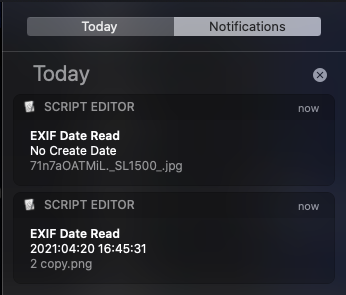 Today
Notifications
Today
SCRIPT EDITOR
now
EXIF Date Read
No Create Date
71n7aOATMiL._SL1500_.jpg
SCRIPT EDITOR
now
EXIF Date Read
2021:04:20 16:45:31
2 copy.png